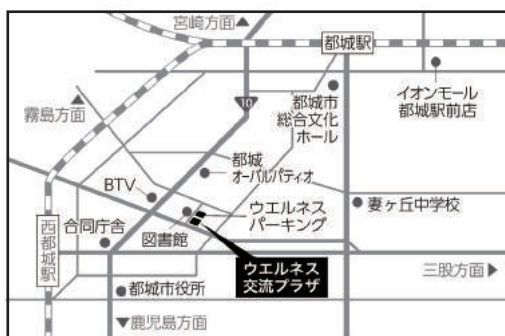 宮崎方面▲
都城駅
イオンモール
都城駅前店
10
都城市
総合文化
ホール
霧島方面▲
都城
オーバルパティオ
BTV
ウエルネス
パーキング
妻ヶ丘中学校
合同庁舎
図書館
西都城駅
ウエルネス
交流プラザ
三股方面▶
都城市役所
▼鹿児島方面